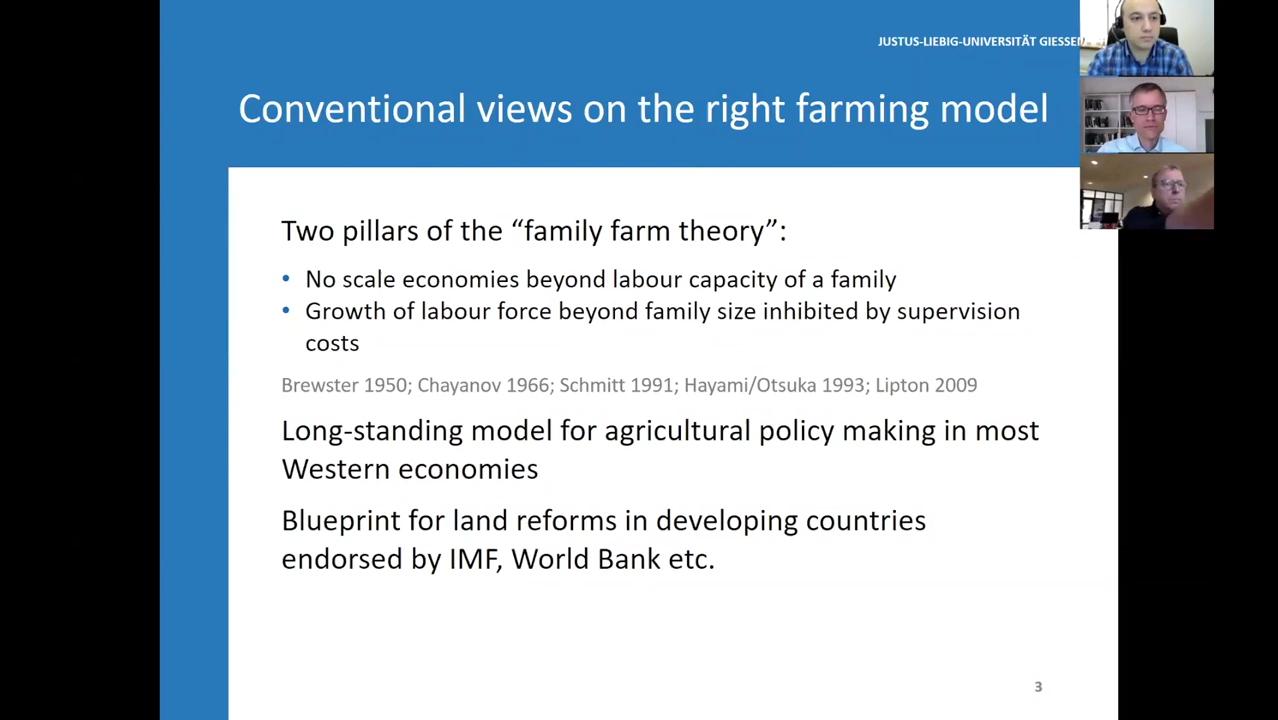 JUSTUS-LIEBIG-UNIVERSITÄT GIESSEN
Conventional views on the right farming model
Two pillars of the “family farm theory”:
• No scale economies beyond labour capacity of a family
• Growth of labour force beyond family size inhibited by supervision
costs
Brewster 1950; Chayanov 1966; Schmitt 1991; Hayami/Otsuka 1993; Lipton 2009
Long-standing model for agricultural policy making in most
Western economies
Blueprint for land reforms in developing countries
endorsed by IMF, World Bank etc.
3